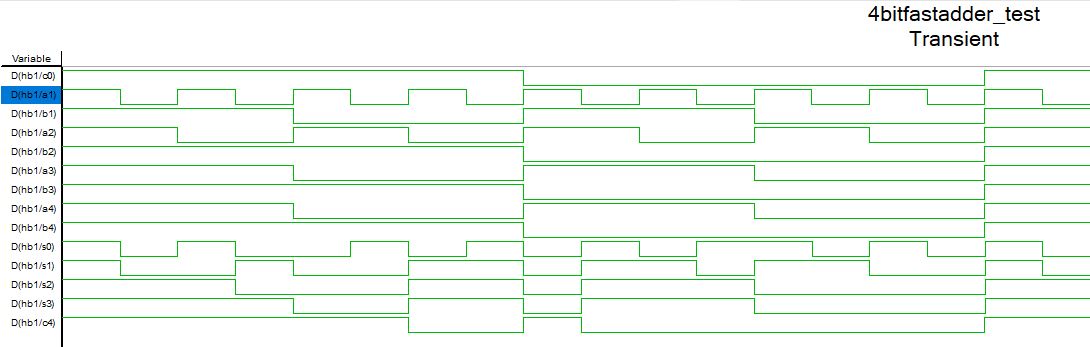 4bitfastadder_test
Transient
Variable
D(hb1/c0)
D(hb1/a1)
D(hb1/b1)
D(hb1/a2)
D(hb1/b2)
D(hb1/a3)
D(hb1/b3)
D(hb1/a4)
D(hb1/b4)
D(hb1/s0)
D(hb1/s1)
D(hb1/s2)
D(hb1/s3)
D(hb1/c4)